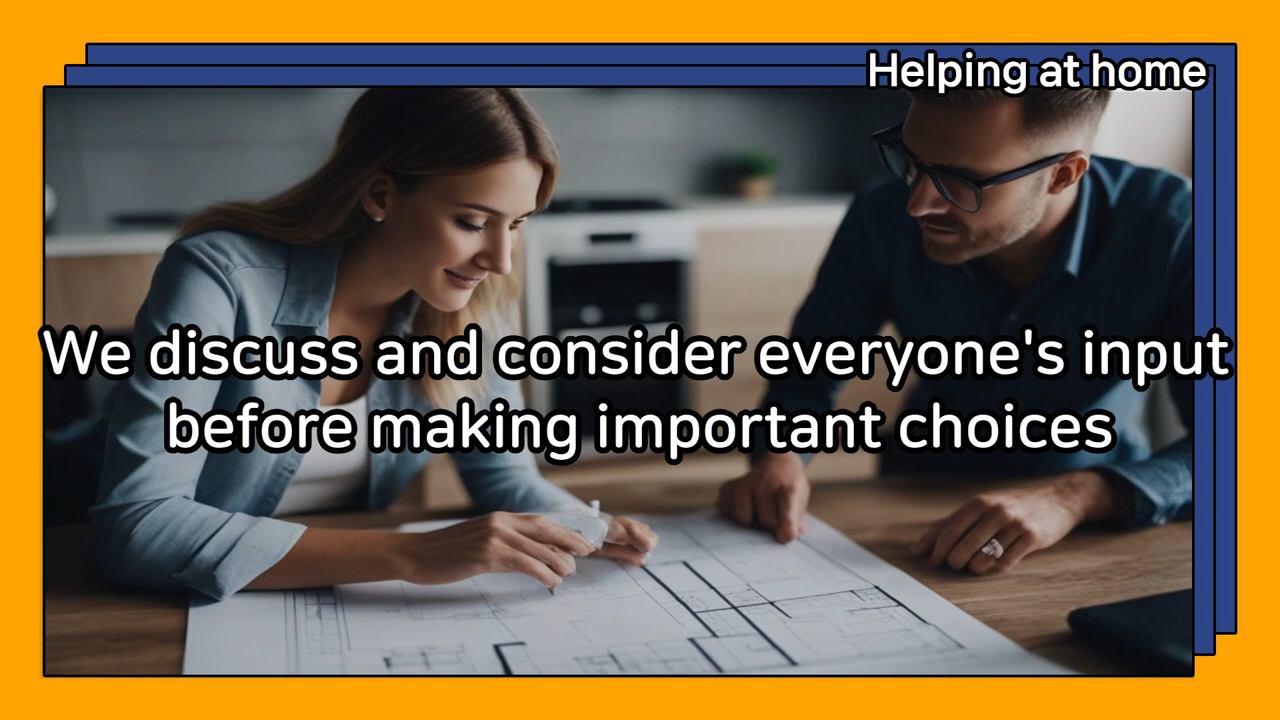 Helping at home
We discuss and consider everyone's input
before making important choices